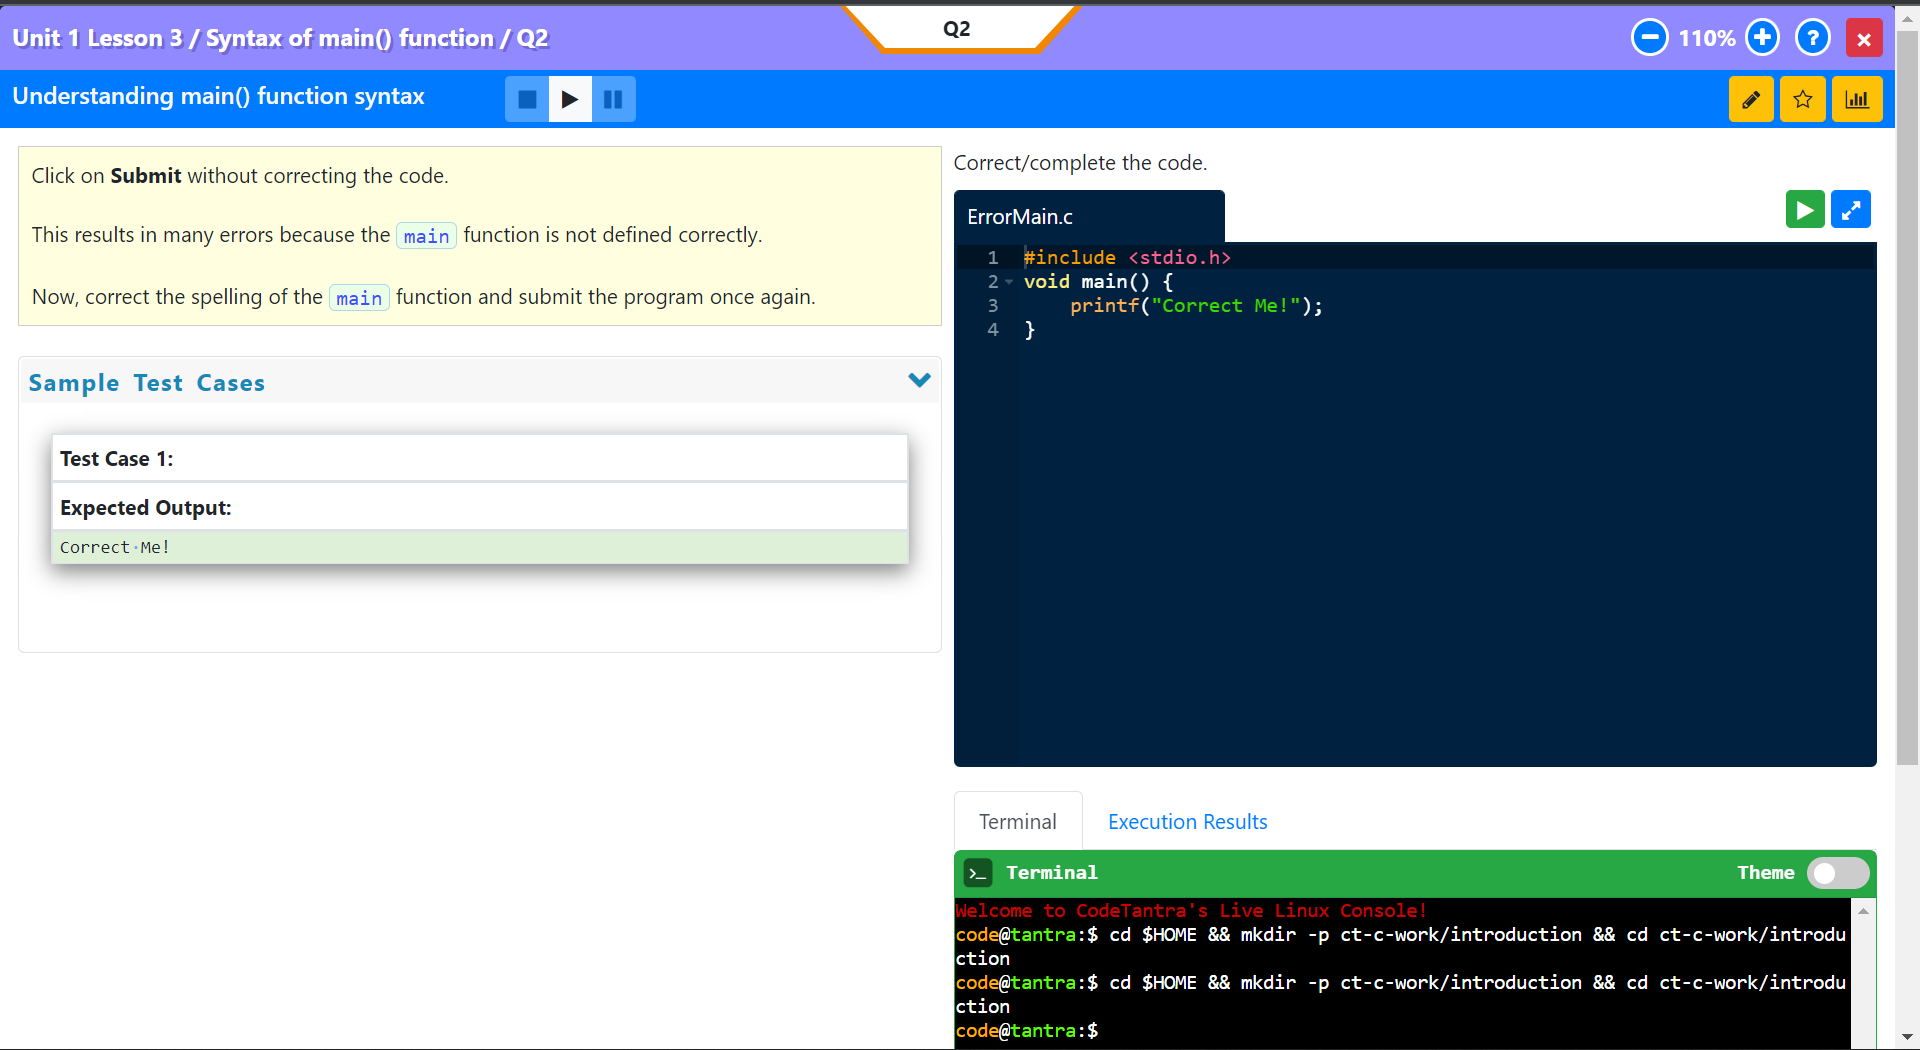 Q2
Unit 1 Lesson 3 / Syntax of main() function / Q2
110%
?
×
Understanding main() function syntax
Click on Submit without correcting the code.
This results in many errors because the main function is not defined correctly.
Now, correct the spelling of the main function and submit the program once again.
Sample Test Cases
Test Case 1:
Expected Output:
Correct·Me!
Correct/complete the code.
ErrorMain.c
1 #include <stdio.h>
2 void main() {
3 printf("Correct Me!");
4 }
Terminal
Execution Results
>_ Terminal
Theme
Welcome to CodeTantra's Live Linux Console!
code@tantra:$ cd $HOME && mkdir -p ct-c-work/introduction && cd ct-c-work/introdu
ction
code@tantra:$ cd $HOME && mkdir -p ct-c-work/introduction && cd ct-c-work/introdu
ction
code@tantra:$